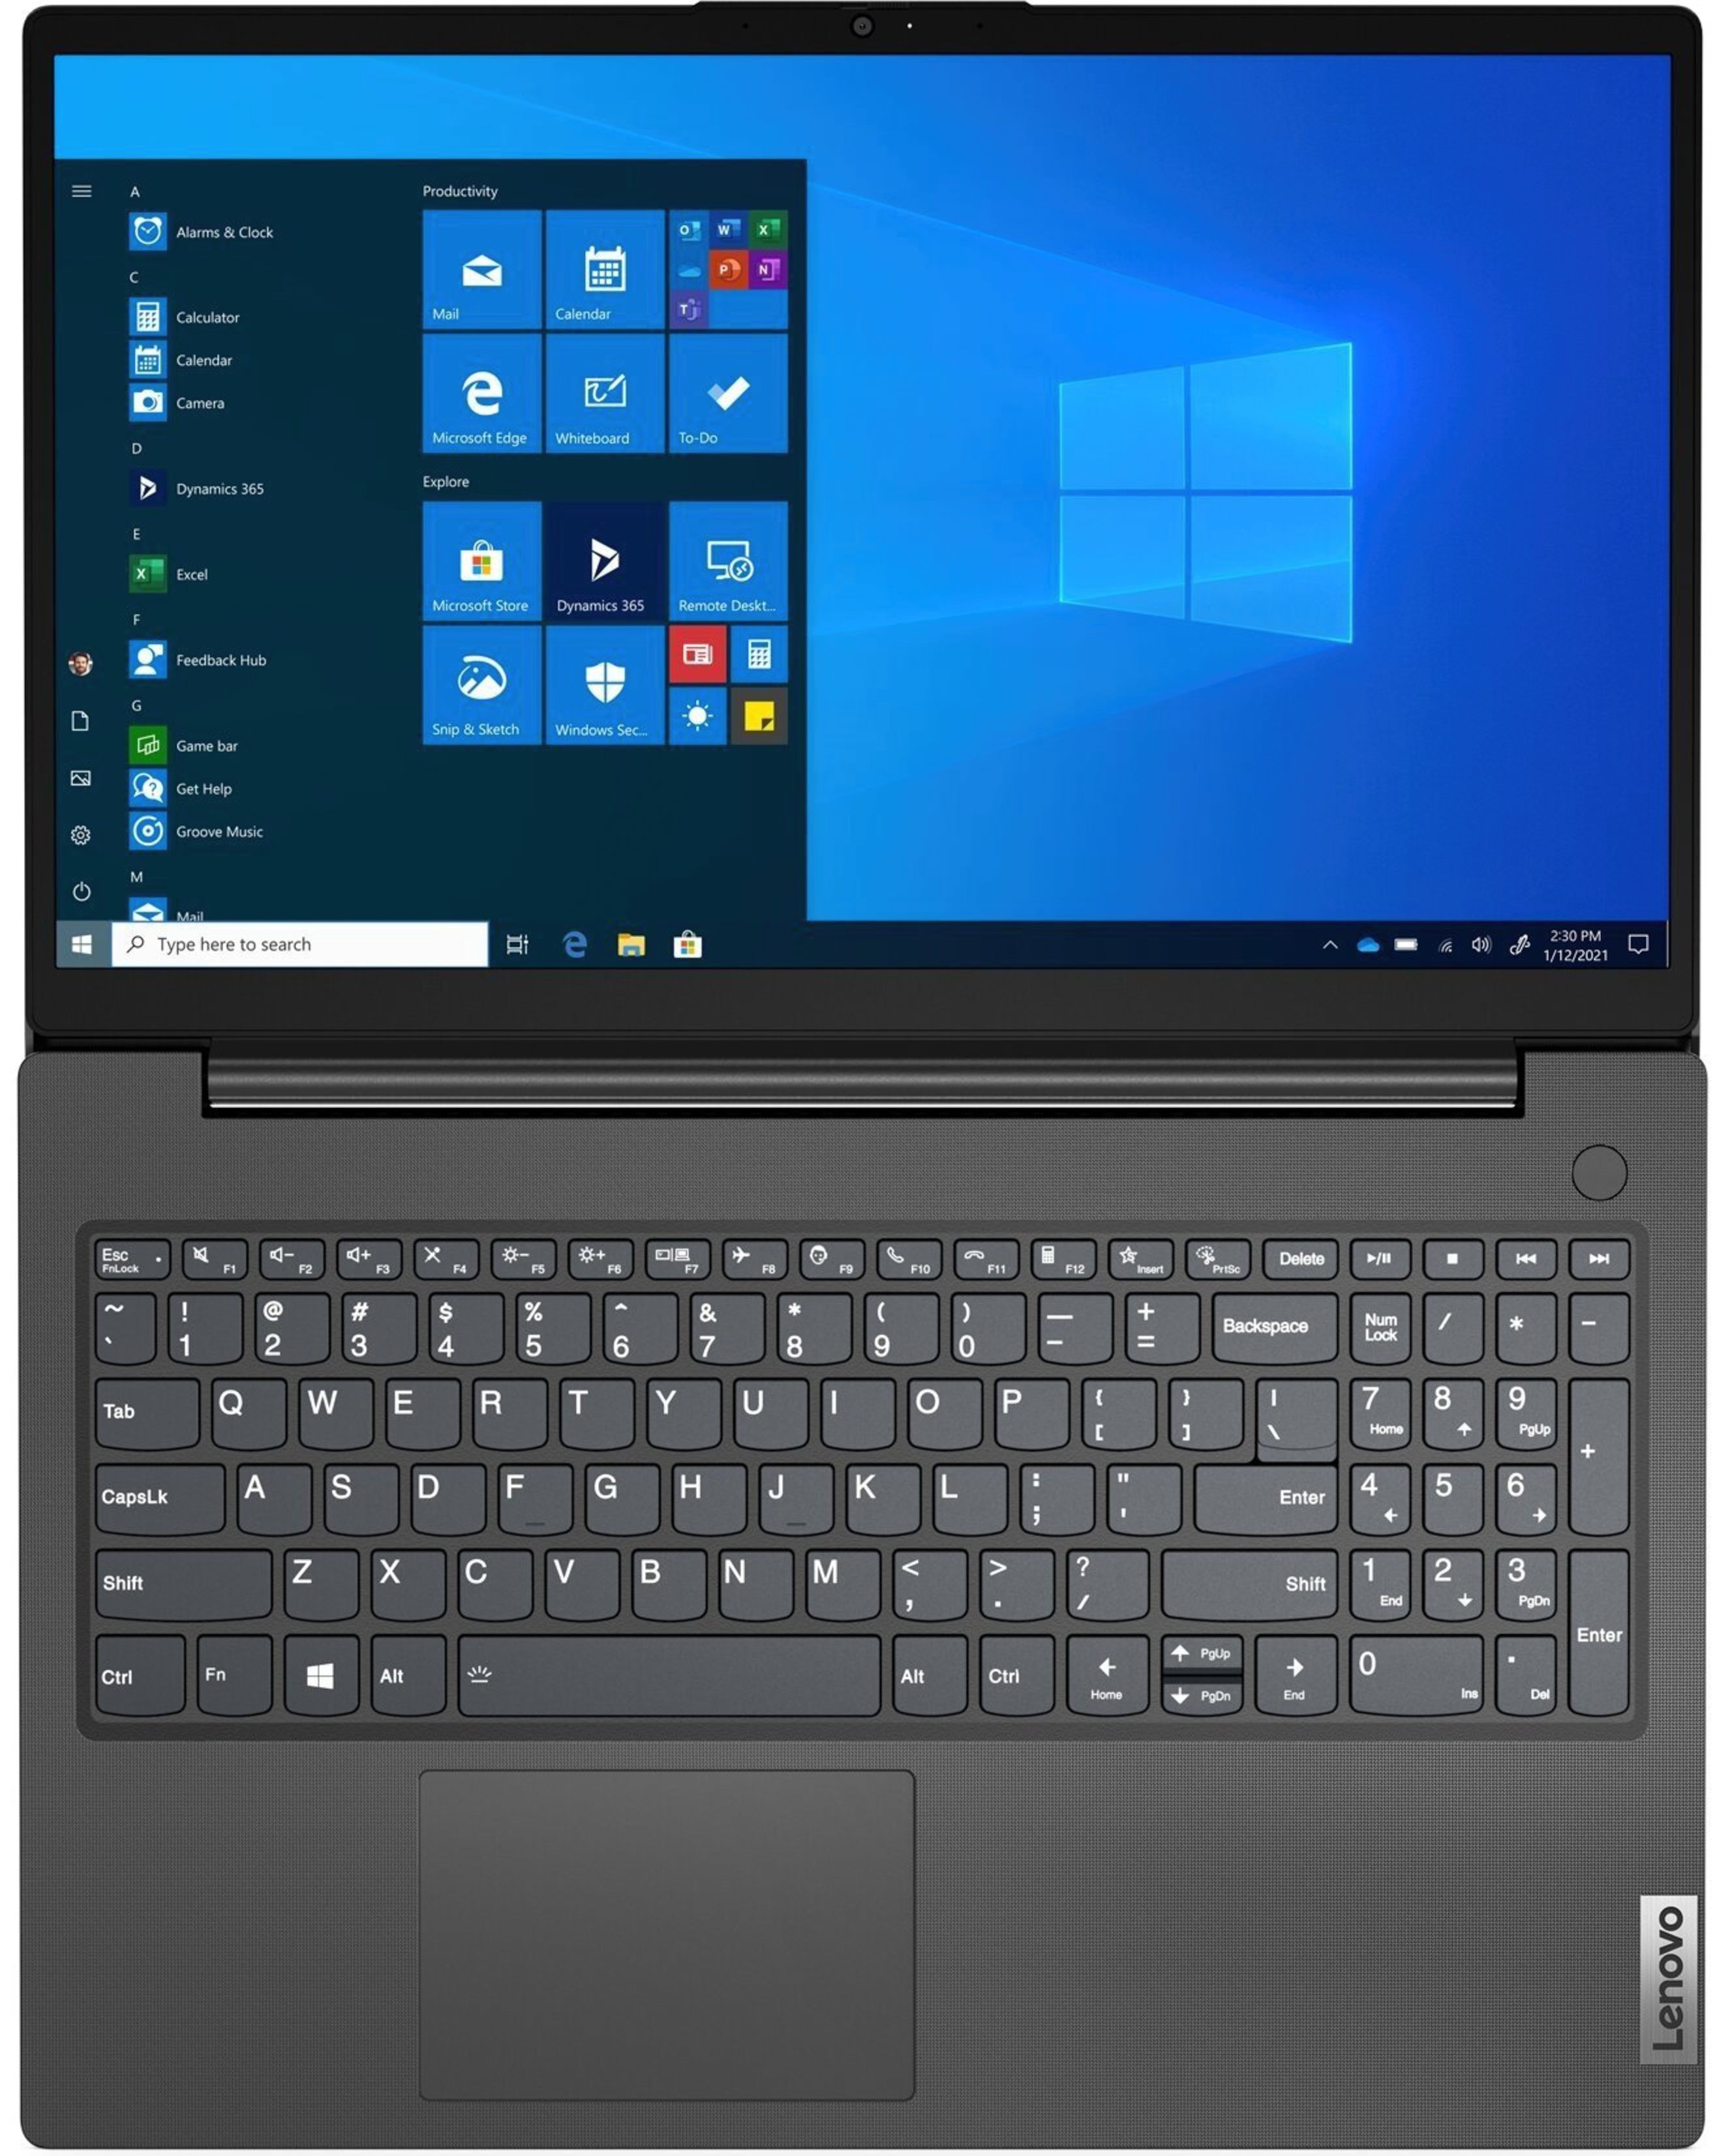 A
Alarms & Clock
C
Calculator
Calendar
Camera
D
Dynamics 365
E
X
Excel
F
Feedback Hub
G
Game bar
Get Help
Groove Music
M
Mail
Productivity
Mail
Calendar
O W X
P N
T
Microsoft Edge
Whiteboard
To-Do
Explore
Microsoft Store
Dynamics 365
Remote Deskt...
Snip & Sketch
Windows Sec...
Type here to search
2:30 PM
1/12/2021
Esc FnLock F1 F2 F3 F4 F5 F6 F7 F8 F9 F10 F11 F12 Insert PrtSc Delete
~ ! @ # $ % ^ & * ( ) — +
` 1 2 3 4 5 6 7 8 9 0 - = Backspace Num Lock / * -
Tab Q W E R T Y U I O P { [ } ] | \ 7 Home 8 9 PgUp +
CapsLk A S D F G H J K L : ; " ' Enter 4 5 6
Shift Z X C V B N M < , > . ? / Shift 1 End 2 3 PgDn Enter
Ctrl Fn Alt Alt Ctrl Home PgUp PgDn End 0 Ins . Del
Lenovo